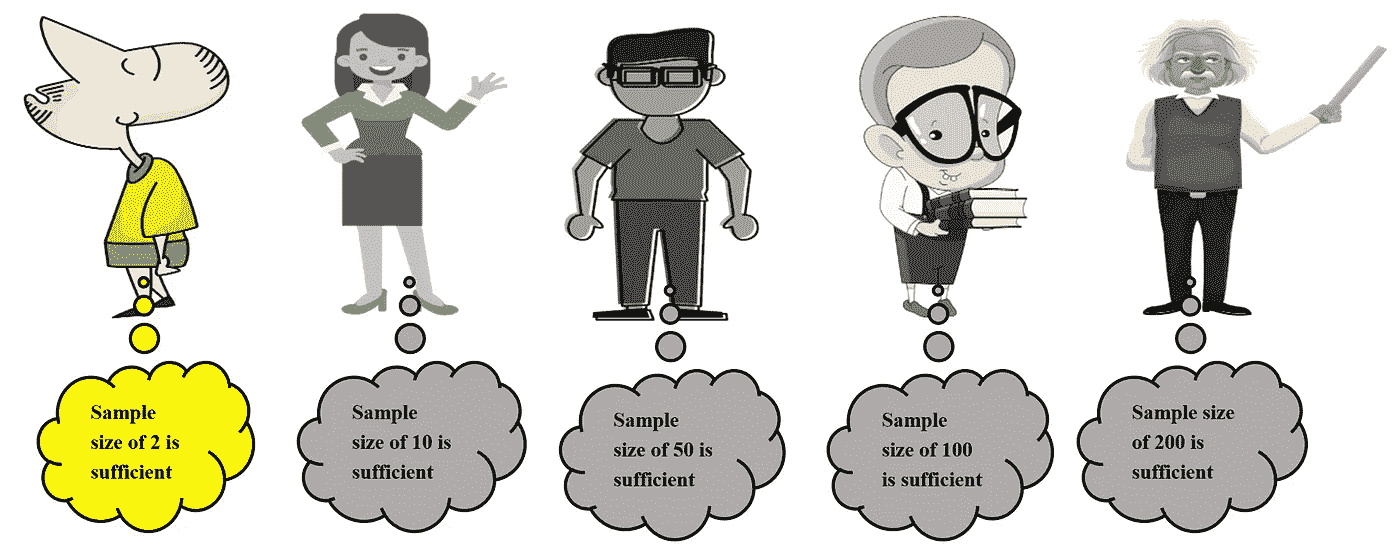 Sample
size of 2 is
sufficient
Sample
size of 10 is
sufficient
Sample
size of 50 is
sufficient
Sample
size of 100
is sufficient
Sample size
of 200 is
sufficient